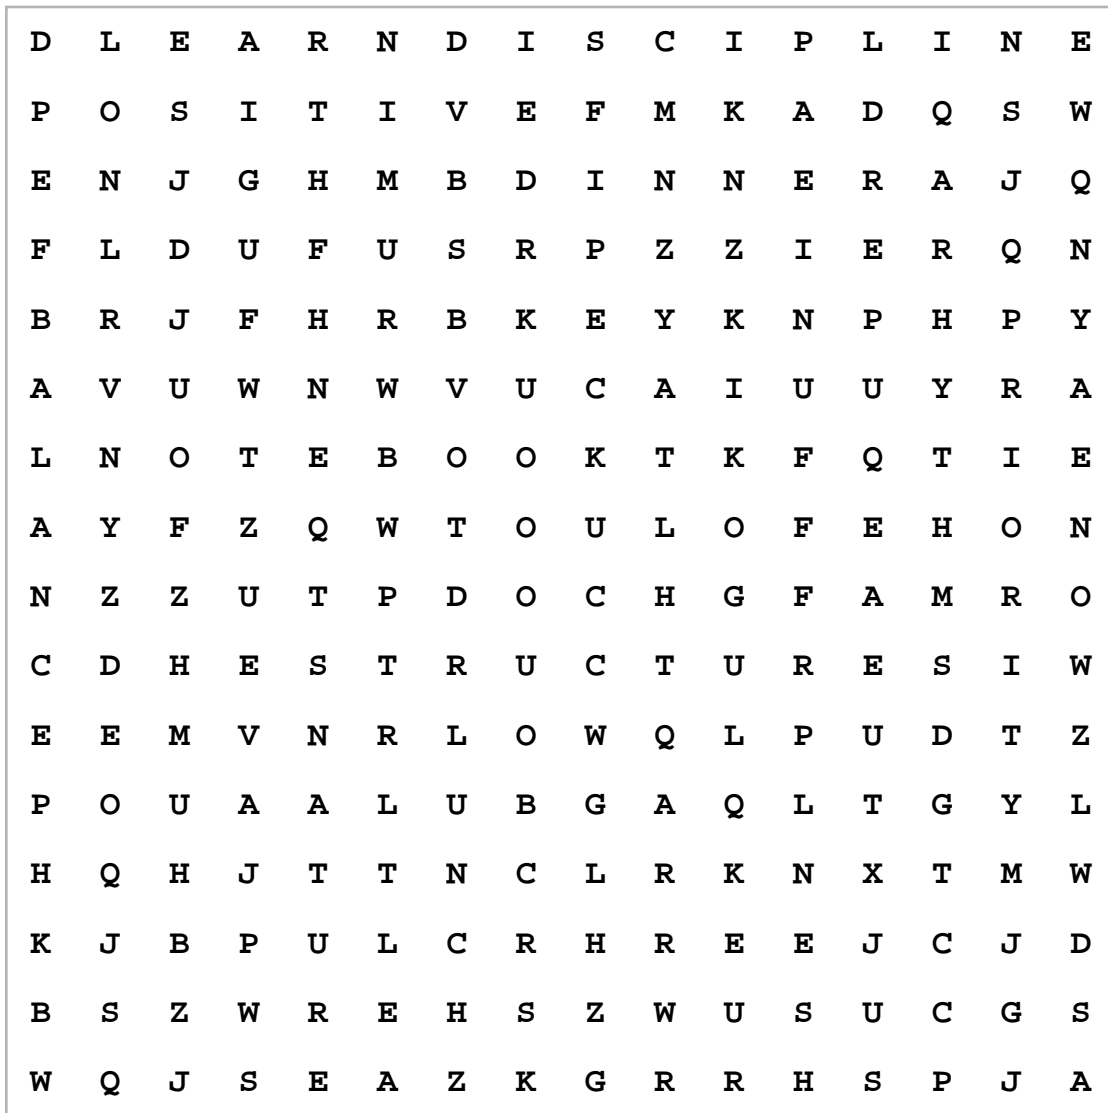 D L E A R N D I S C I P L I N E
P O S I T I V E F M K A D Q S W
E N J G H M B D I N N E R A J Q
F L D U F U S R P Z Z I E R Q N
B R J F H R B K E Y K N P H P Y
A V U W N W V U C A I U U Y R A
L N O T E B O O K T K F Q T I E
A Y F Z Q W T O U L O F E H O N
N Z Z U T P D O C H G F A M R O
C D H E S T R U C T U R E S I W
E E M V N R L O W Q L P U D T Z
P O U A A L U B G A Q L T G Y L
H Q H J T T N C L R K N X T M W
K J B P U L C R H R E E J C J D
B S Z W R E H S Z W U S U C G S
W Q J S E A Z K G R R H S P J A